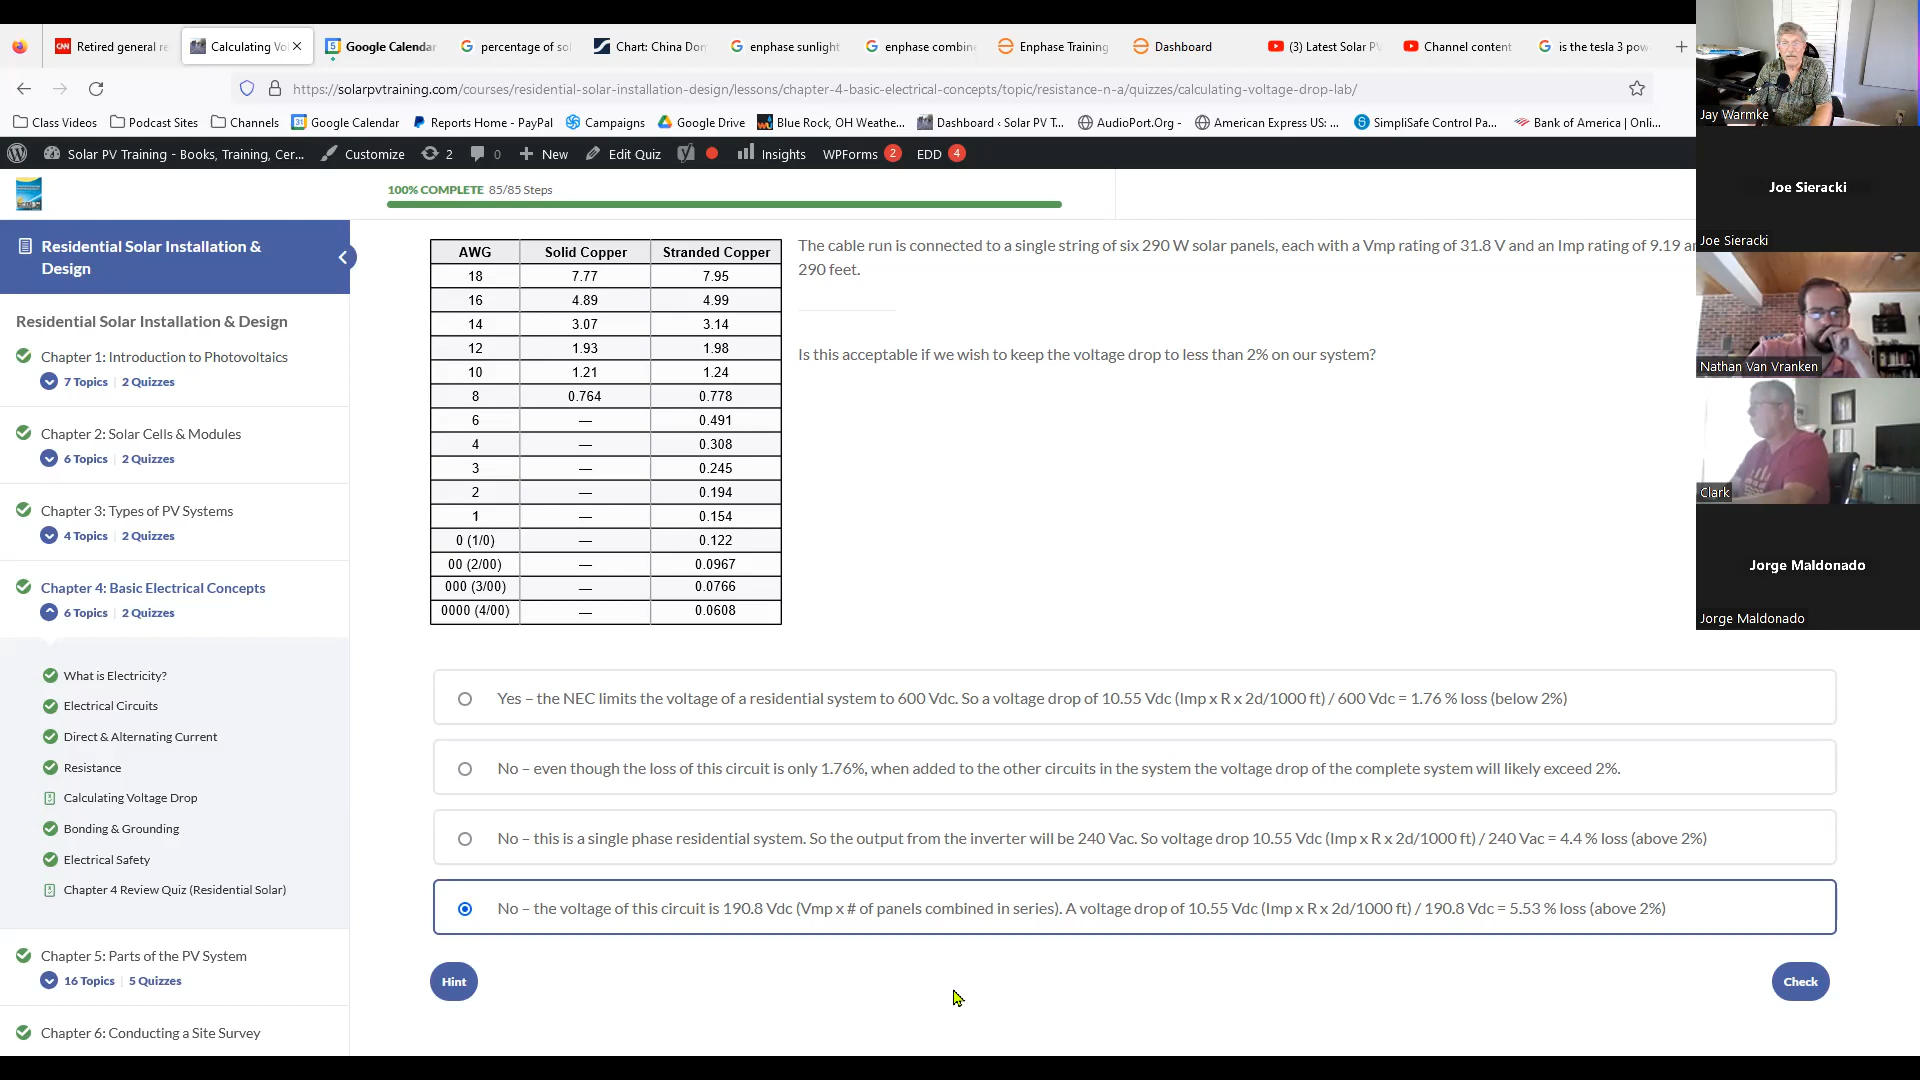 Retired general re
Calculating Vol
Google Calendar
percentage of so
Chart: China Dom
enphase sunlight
enphase combine
Enphase Training
Dashboard
(3) Latest Solar PV
Channel content
is the tesla 3 pow
https://solarpvtraining.com/courses/residential-solar-installation-design/lessons/chapter-4-basic-electrical-concepts/topic/resistance-n-a/quizzes/calculating-voltage-drop-lab/
Class Videos
Podcast Sites
Channels
Google Calendar
Reports Home - PayPal
Campaigns
Google Drive
Blue Rock, OH Weathe...
Dashboard ‹ Solar PV T...
AudioPort.Org -
American Express US: ...
SimpliSafe Control Pa...
Bank of America | Onli...
Solar PV Training - Books, Training, Cer...
Customize
2
0
New
Edit Quiz
Insights
WPForms 2
EDD 4
100% COMPLETE 85/85 Steps
Residential Solar Installation &
Design
Residential Solar Installation & Design
Chapter 1: Introduction to Photovoltaics
7 Topics | 2 Quizzes
Chapter 2: Solar Cells & Modules
6 Topics | 2 Quizzes
Chapter 3: Types of PV Systems
4 Topics | 2 Quizzes
Chapter 4: Basic Electrical Concepts
6 Topics | 2 Quizzes
What is Electricity?
Electrical Circuits
Direct & Alternating Current
Resistance
Calculating Voltage Drop
Bonding & Grounding
Electrical Safety
Chapter 4 Review Quiz (Residential Solar)
Chapter 5: Parts of the PV System
16 Topics | 5 Quizzes
Chapter 6: Conducting a Site Survey
AWG Solid Copper Stranded Copper
18 7.77 7.95
16 4.89 4.99
14 3.07 3.14
12 1.93 1.98
10 1.21 1.24
8 0.764 0.778
6 — 0.491
4 — 0.308
3 — 0.245
2 — 0.194
1 — 0.154
0 (1/0) — 0.122
00 (2/00) — 0.0967
000 (3/00) — 0.0766
0000 (4/00) — 0.0608
The cable run is connected to a single string of six 290 W solar panels, each with a Vmp rating of 31.8 V and an Imp rating of 9.19 a
290 feet.
Is this acceptable if we wish to keep the voltage drop to less than 2% on our system?
Yes – the NEC limits the voltage of a residential system to 600 Vdc. So a voltage drop of 10.55 Vdc (Imp x R x 2d/1000 ft) / 600 Vdc = 1.76 % loss (below 2%)
No – even though the loss of this circuit is only 1.76%, when added to the other circuits in the system the voltage drop of the complete system will likely exceed 2%.
No – this is a single phase residential system. So the output from the inverter will be 240 Vac. So voltage drop 10.55 Vdc (Imp x R x 2d/1000 ft) / 240 Vac = 4.4 % loss (above 2%)
No – the voltage of this circuit is 190.8 Vdc (Vmp x # of panels combined in series). A voltage drop of 10.55 Vdc (Imp x R x 2d/1000 ft) / 190.8 Vdc = 5.53 % loss (above 2%)
Hint
Check
Jay Warmke
Joe Sieracki
Joe Sieracki
Nathan Van Vranken
Clark
Jorge Maldonado
Jorge Maldonado